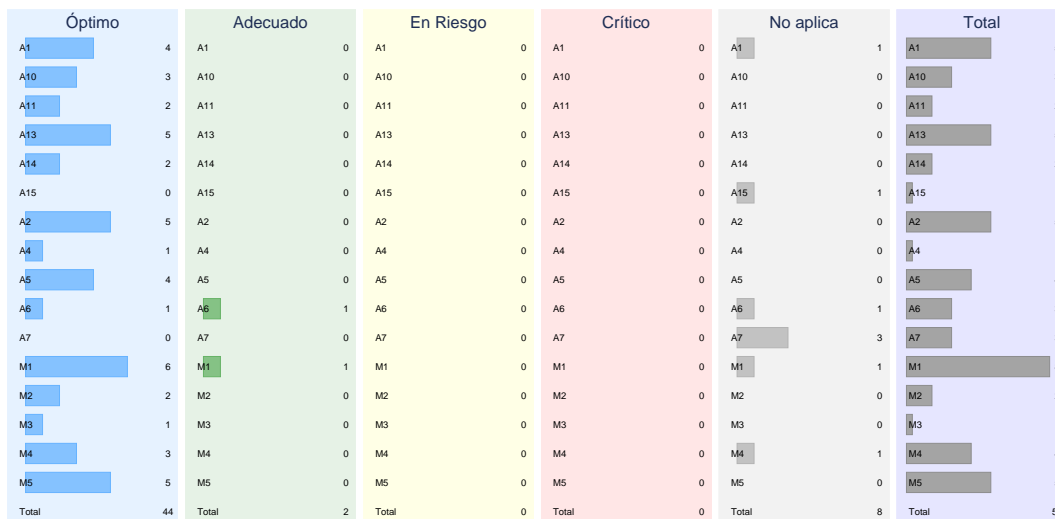 Óptimo Adecuado En Riesgo Crítico No aplica Total
A1 4 A1 0 A1 0 A1 0 A1 1 A1
A10 3 A10 0 A10 0 A10 0 A10 0 A10
A11 2 A11 0 A11 0 A11 0 A11 0 A11
A13 5 A13 0 A13 0 A13 0 A13 0 A13
A14 2 A14 0 A14 0 A14 0 A14 0 A14
A15 0 A15 0 A15 0 A15 0 A15 1 A15
A2 5 A2 0 A2 0 A2 0 A2 0 A2
A4 1 A4 0 A4 0 A4 0 A4 0 A4
A5 4 A5 0 A5 0 A5 0 A5 0 A5
A6 1 A6 1 A6 0 A6 0 A6 1 A6
A7 0 A7 0 A7 0 A7 0 A7 3 A7
M1 6 M1 1 M1 0 M1 0 M1 1 M1
M2 2 M2 0 M2 0 M2 0 M2 0 M2
M3 1 M3 0 M3 0 M3 0 M3 0 M3
M4 3 M4 0 M4 0 M4 0 M4 1 M4
M5 5 M5 0 M5 0 M5 0 M5 0 M5
Total 44 Total 2 Total 0 Total 0 Total 8 Total